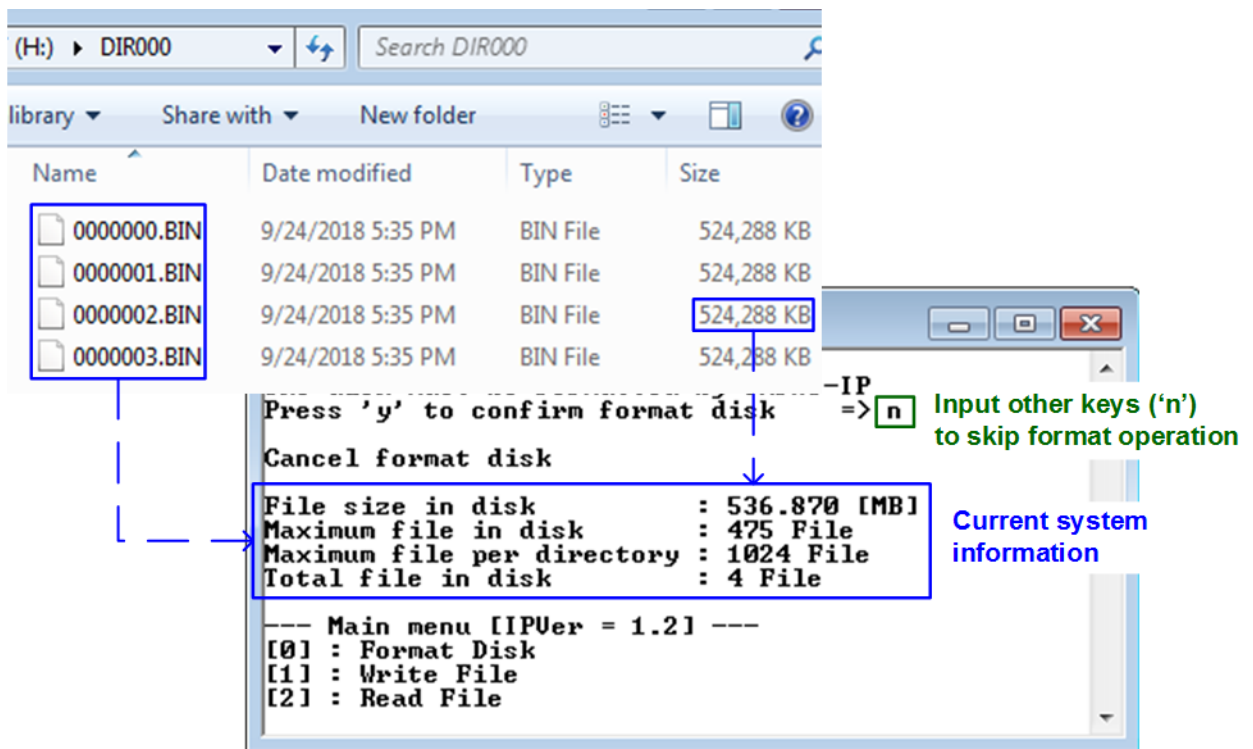 (H:) DIR000 Search DIR000
library Share with New folder
Name Date modified Type Size
0000000.BIN 9/24/2018 5:35 PM BIN File 524,288 KB
0000001.BIN 9/24/2018 5:35 PM BIN File 524,288 KB
0000002.BIN 9/24/2018 5:35 PM BIN File 524,288 KB
0000003.BIN 9/24/2018 5:35 PM BIN File 524,288 KB
-IP
Press 'y' to confirm format disk => n
Input other keys ('n')
to skip format operation
Cancel format disk
File size in disk : 536.870 [MB]
Maximum file in disk : 475 File
Maximum file per directory : 1024 File
Total file in disk : 4 File
Current system
information
--- Main menu [IPVer = 1.2] ---
[0] : Format Disk
[1] : Write File
[2] : Read File